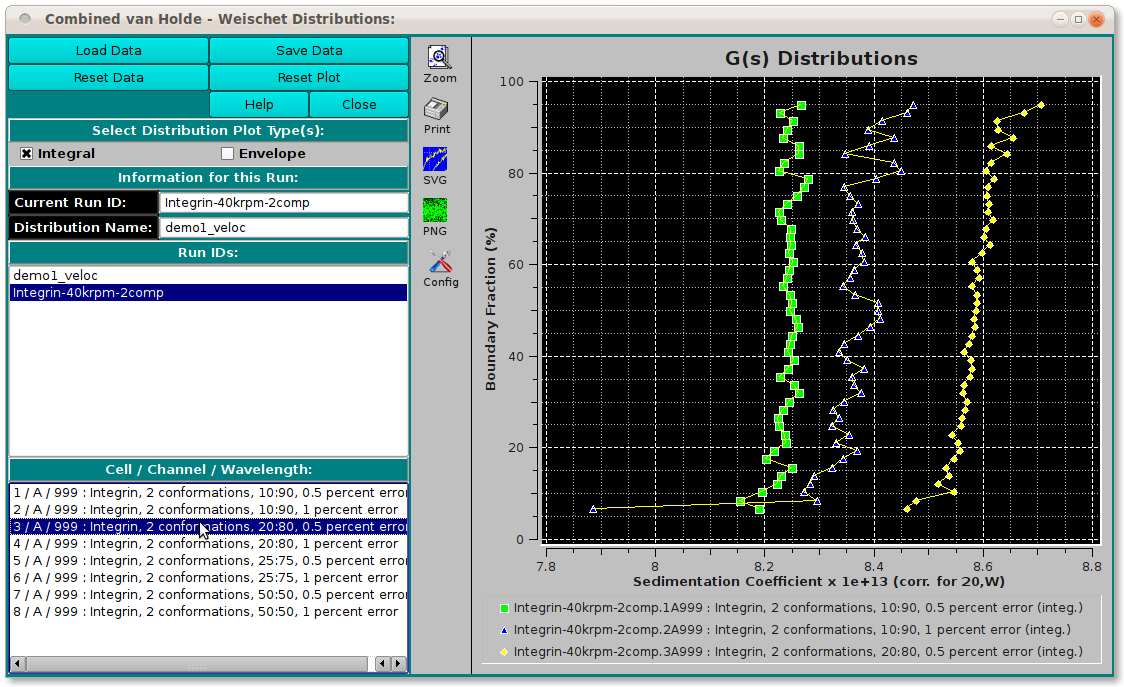 Combined van Holde - Weischet Distributions:
Load Data
Save Data
Reset Data
Reset Plot
Help
Close
Select Distribution Plot Type(s):
Integral
Envelope
Information for this Run:
Current Run ID:
Integrin-40krpm-2comp
Distribution Name:
demo1_veloc
Run IDs:
demo1_veloc
Integrin-40krpm-2comp
Cell / Channel / Wavelength:
1 / A / 999 : Integrin, 2 conformations, 10:90, 0.5 percent error
2 / A / 999 : Integrin, 2 conformations, 10:90, 1 percent error
3 / A / 999 : Integrin, 2 conformations, 20:80, 0.5 percent error
4 / A / 999 : Integrin, 2 conformations, 20:80, 1 percent error
5 / A / 999 : Integrin, 2 conformations, 25:75, 0.5 percent error
6 / A / 999 : Integrin, 2 conformations, 25:75, 1 percent error
7 / A / 999 : Integrin, 2 conformations, 50:50, 0.5 percent error
8 / A / 999 : Integrin, 2 conformations, 50:50, 1 percent error
Zoom
Print
SVG
PNG
Config
G(s) Distributions
Boundary Fraction (%)
100
80
60
40
20
0
7.8
8
8.2
8.4
8.6
8.8
Sedimentation Coefficient x 1e+13 (corr. for 20,W)
Integrin-40krpm-2comp.1A999 : Integrin, 2 conformations, 10:90, 0.5 percent error (integ.)
Integrin-40krpm-2comp.2A999 : Integrin, 2 conformations, 10:90, 1 percent error (integ.)
Integrin-40krpm-2comp.3A999 : Integrin, 2 conformations, 20:80, 0.5 percent error (integ.)